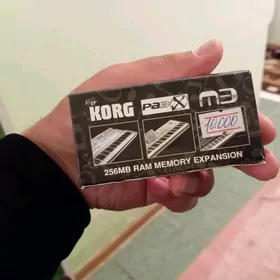 For
KORG PA3X M3
10.000
256MB RAM MEMORY EXPANSION